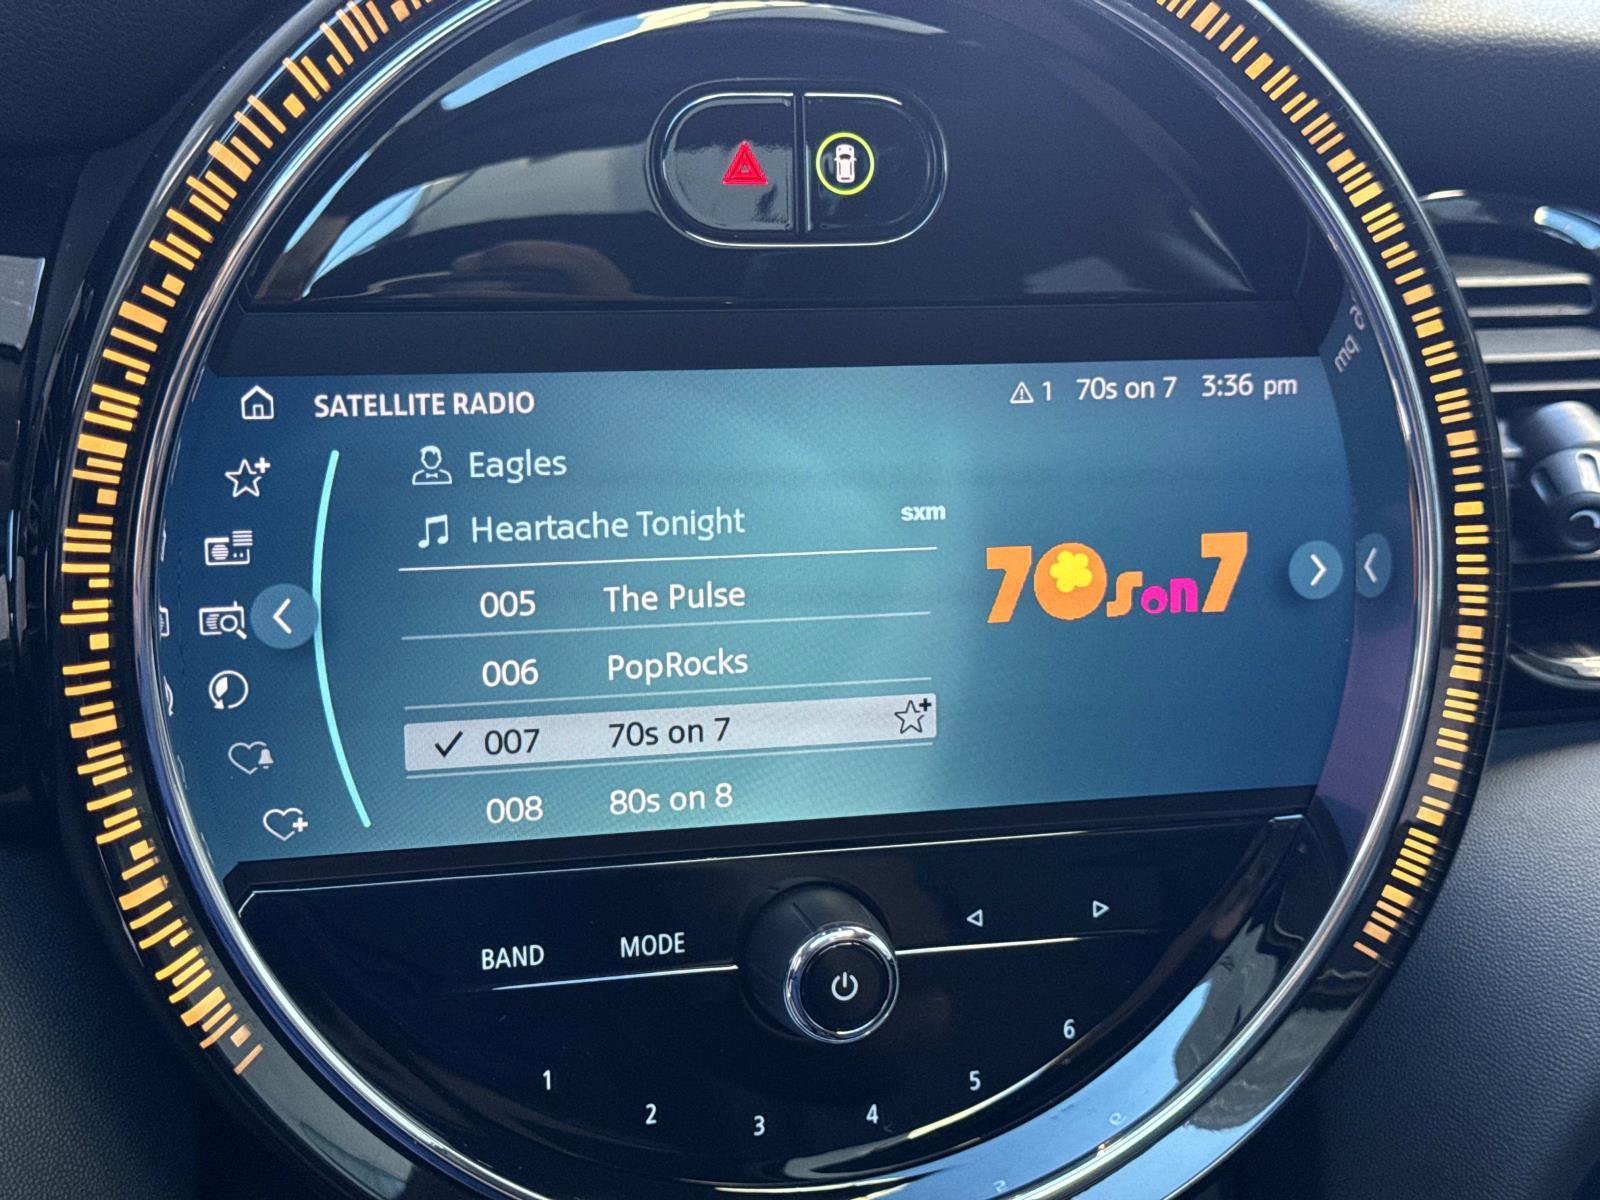 SATELLITE RADIO 1 70s on 7 3:36 pm
Eagles
Heartache Tonight sxm
005 The Pulse
006 PopRocks
007 70s on 7
008 80s on 8
70s on 7
BAND MODE
1 2 3 4 5 6